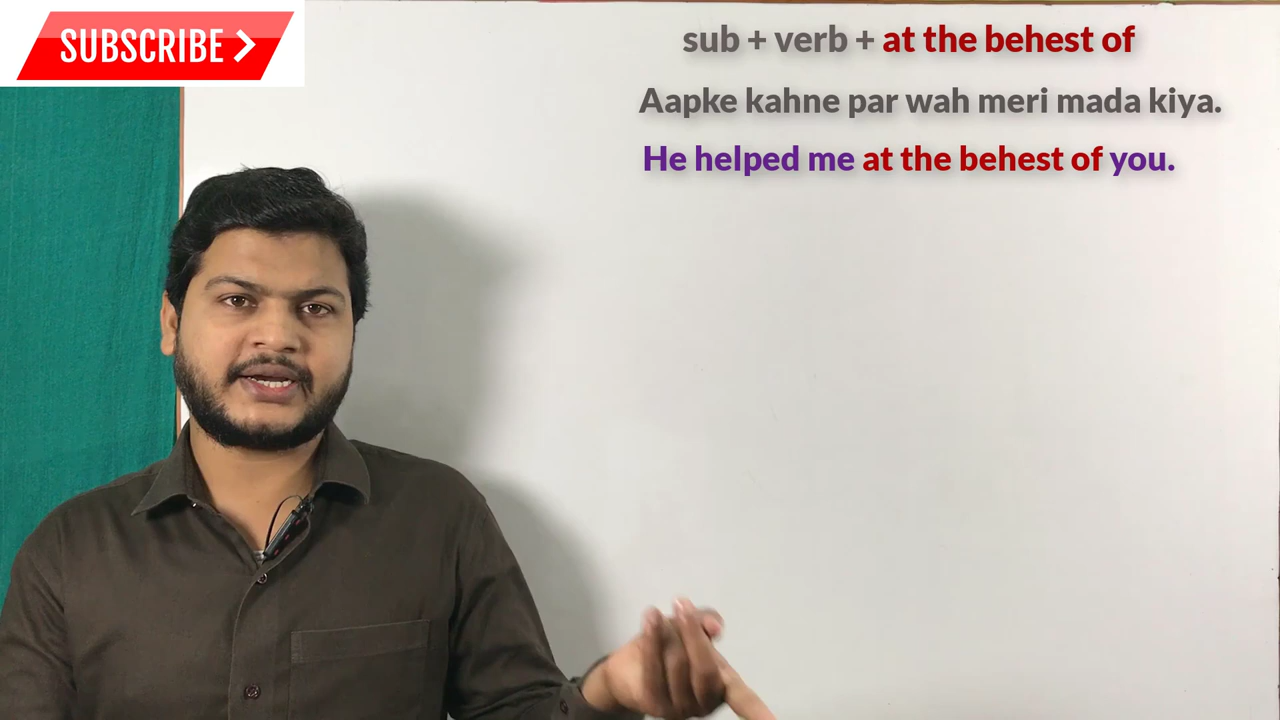 SUBSCRIBE
sub + verb + at the behest of
Aapke kahne par wah meri mada kiya.
He helped me at the behest of you.